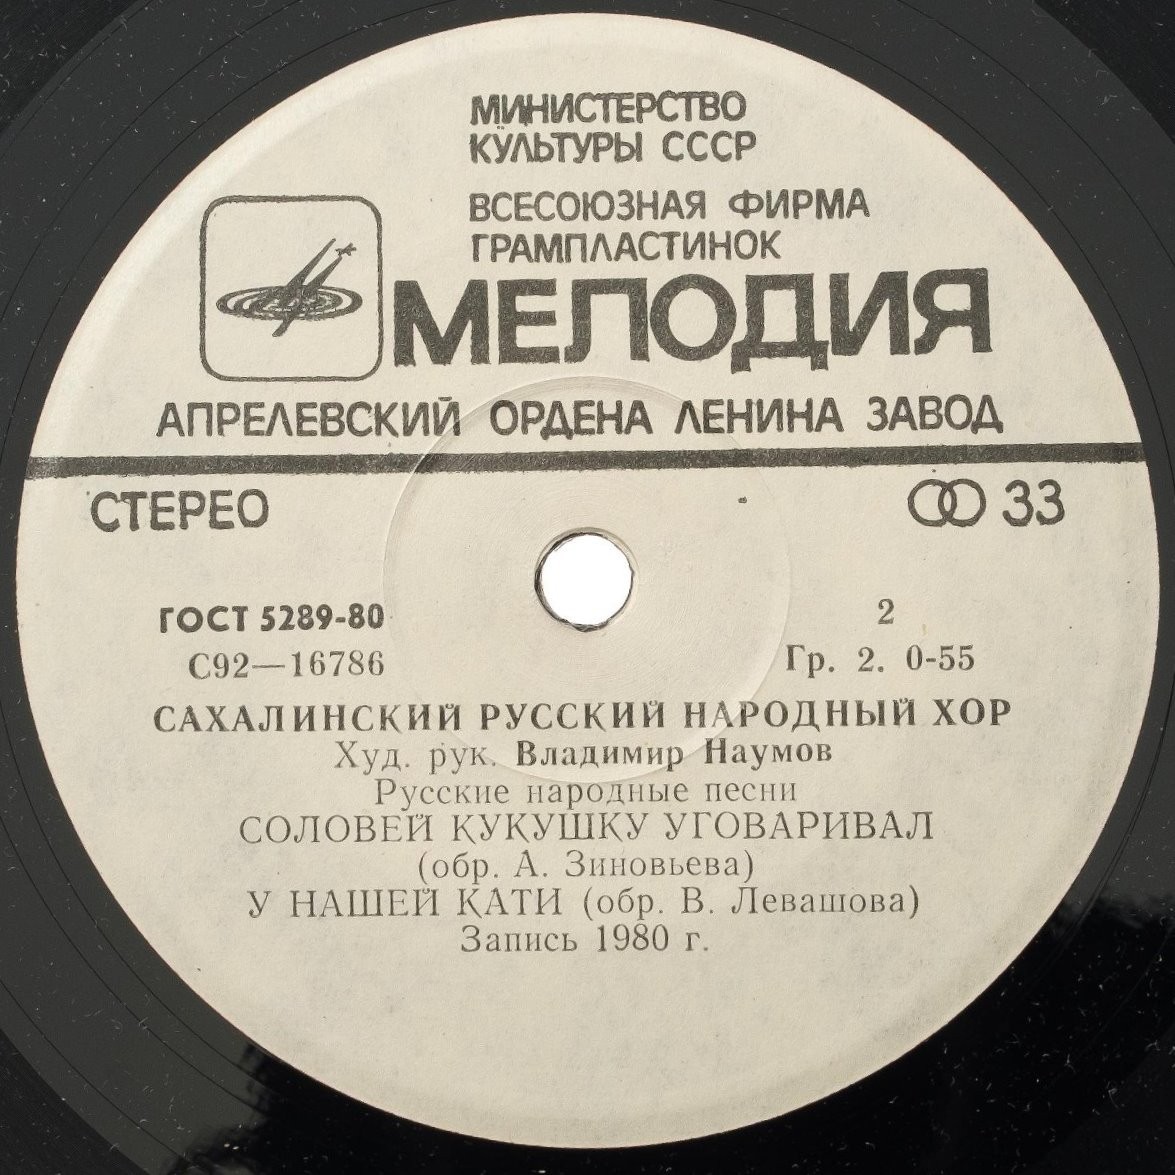 МИНИСТЕРСТВО
КУЛЬТУРЫ СССР
ВСЕСОЮЗНАЯ ФИРМА
ГРАМПЛАСТИНОК
МЕЛОДИЯ
АПРЕЛЕВСКИЙ ОРДЕНА ЛЕНИНА ЗАВОД
СТЕРЕО 33
ГОСТ 5289-80 2
С92—16786 Гр. 2. 0-55
САХАЛИНСКИЙ РУССКИЙ НАРОДНЫЙ ХОР
Худ. рук. Владимир Наумов
Русские народные песни
СОЛОВЕЙ КУКУШКУ УГОВАРИВАЛ
(обр. А. Зиновьева)
У НАШЕЙ КАТИ (обр. В. Левашова)
Запись 1980 г.